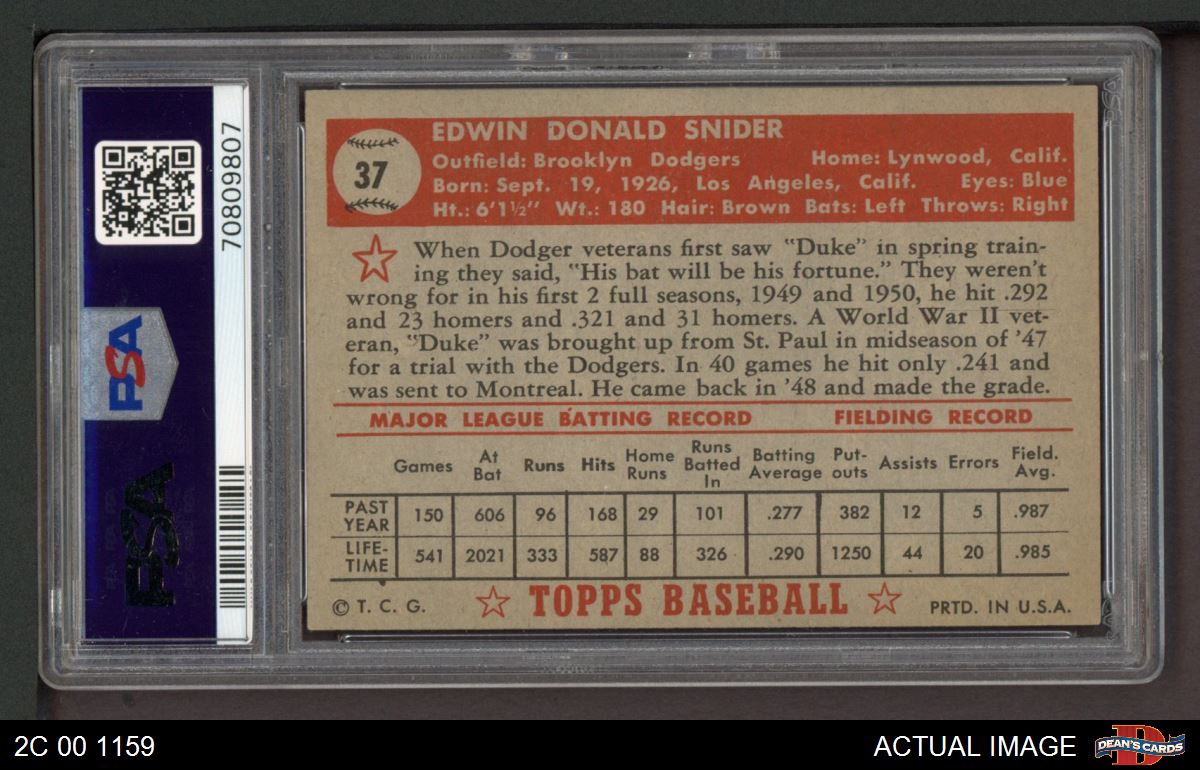 70809807
PSA
PSA
37
EDWIN DONALD SNIDER
Outfield: Brooklyn Dodgers Home: Lynwood, Calif.
Born: Sept. 19, 1926, Los Angeles, Calif. Eyes: Blue
Ht.: 6'1½" Wt.: 180 Hair: Brown Bats: Left Throws: Right
When Dodger veterans first saw "Duke" in spring train-
ing they said, "His bat will be his fortune." They weren't
wrong for in his first 2 full seasons, 1949 and 1950, he hit .292
and 23 homers and .321 and 31 homers. A World War II vet-
eran, "Duke" was brought up from St. Paul in midseason of '47
for a trial with the Dodgers. In 40 games he hit only .241 and
was sent to Montreal. He came back in '48 and made the grade.
MAJOR LEAGUE BATTING RECORD FIELDING RECORD
Games At Bat Runs Hits Home Runs Runs Batted In Batting Average Put-outs Assists Errors Field. Avg.
PAST YEAR 150 606 96 168 29 101 .277 382 12 5 .987
LIFE-TIME 541 2021 333 587 88 326 .290 1250 44 20 .985
© T. C. G. TOPPS BASEBALL PRTD. IN U.S.A.
2C 00 1159 ACTUAL IMAGE DEAN'S CARDS